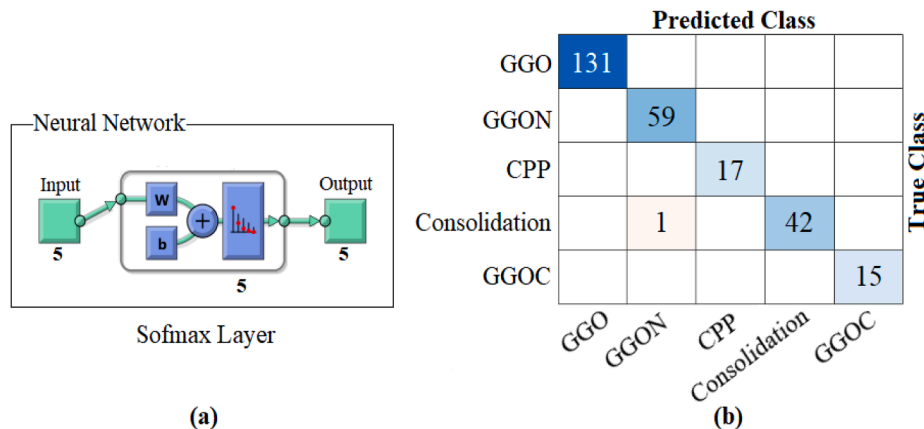 Neural Network
Input
W
b
+
5
5
Output
5
Sofmax Layer
(a)
Predicted Class
GGO
131
GGON
59
CPP
17
Consolidation
1
42
GGOC
15
True Class
GGO
GGON
CPP
Consolidation
GGOC
(b)